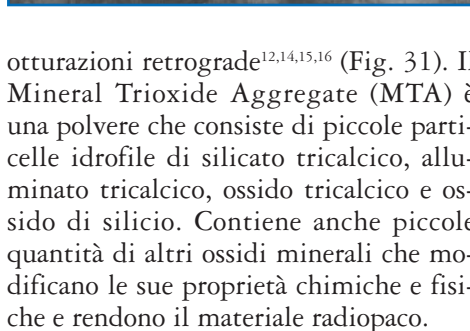 otturazioni retrograde12,14,15,16 (Fig. 31). Il
Mineral Trioxide Aggregate (MTA) è
una polvere che consiste di piccole parti-
celle idrofile di silicato tricalcico, allu-
minato tricalcico, ossido tricalcico e os-
sido di silicio. Contiene anche piccole
quantità di altri ossidi minerali che mo-
dificano le sue proprietà chimiche e fisi-
che e rendono il materiale radiopaco.